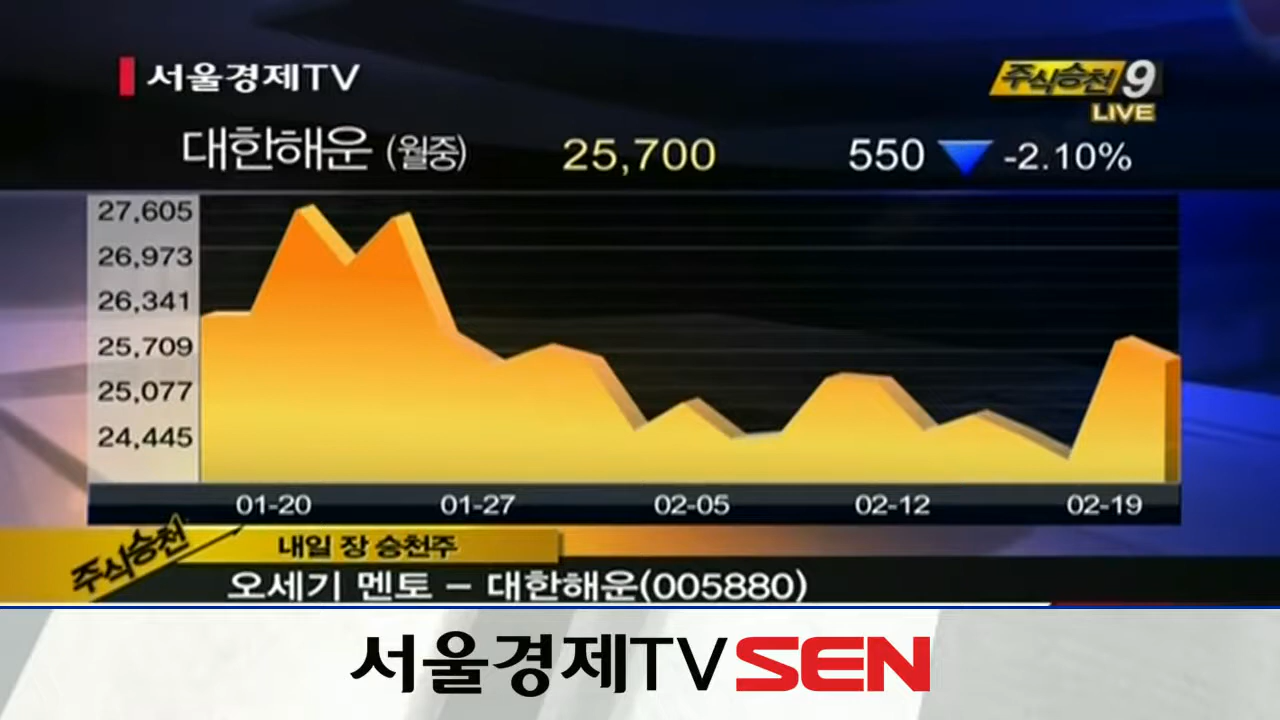 서울경제TV
주식승천 9
LIVE
대한해운 (월중) 25,700 550 ▼ -2.10%
27,605
26,973
26,341
25,709
25,077
24,445
01-20 01-27 02-05 02-12 02-19
주식승천
내일 장 승천주
오세기 멘토 - 대한해운(005880)
서울경제TV SEN